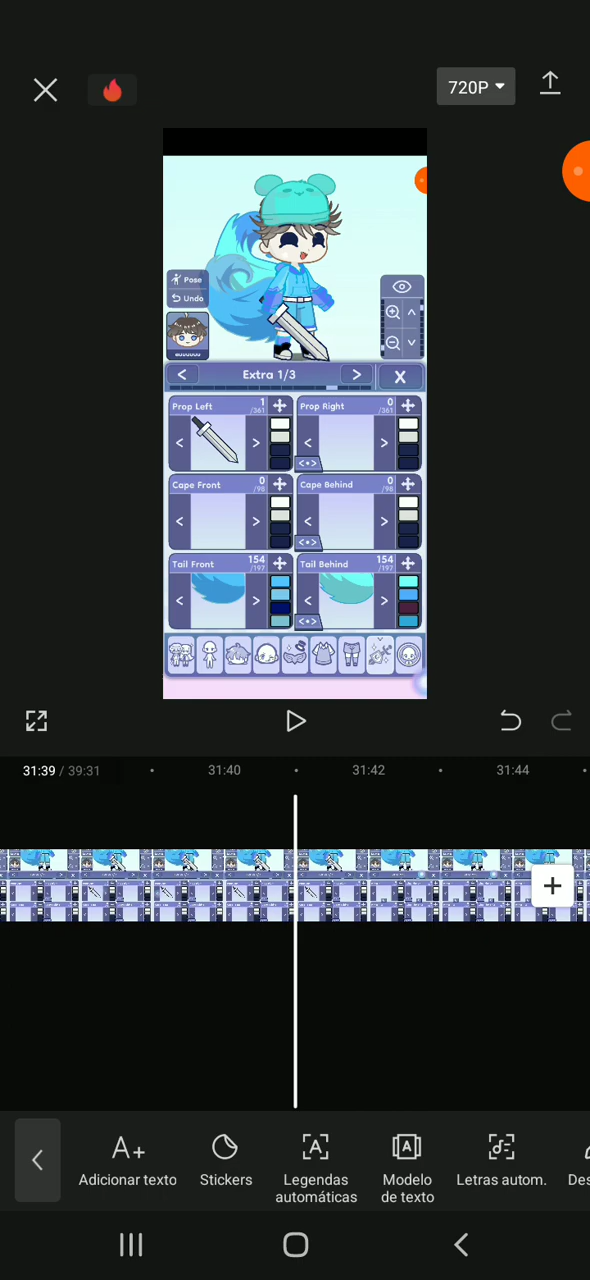 720P
Pose
Undo
Extra 1/3
X
Prop Left 1/361
Prop Right 0/361
Cape Front 0/98
Cape Behind 0/98
Tail Front 154/197
Tail Behind 154/197
31:39 / 39:31
31:40
31:42
31:44
A+
Adicionar texto
Stickers
Legendas
automáticas
Modelo
de texto
Letras autom.
Des